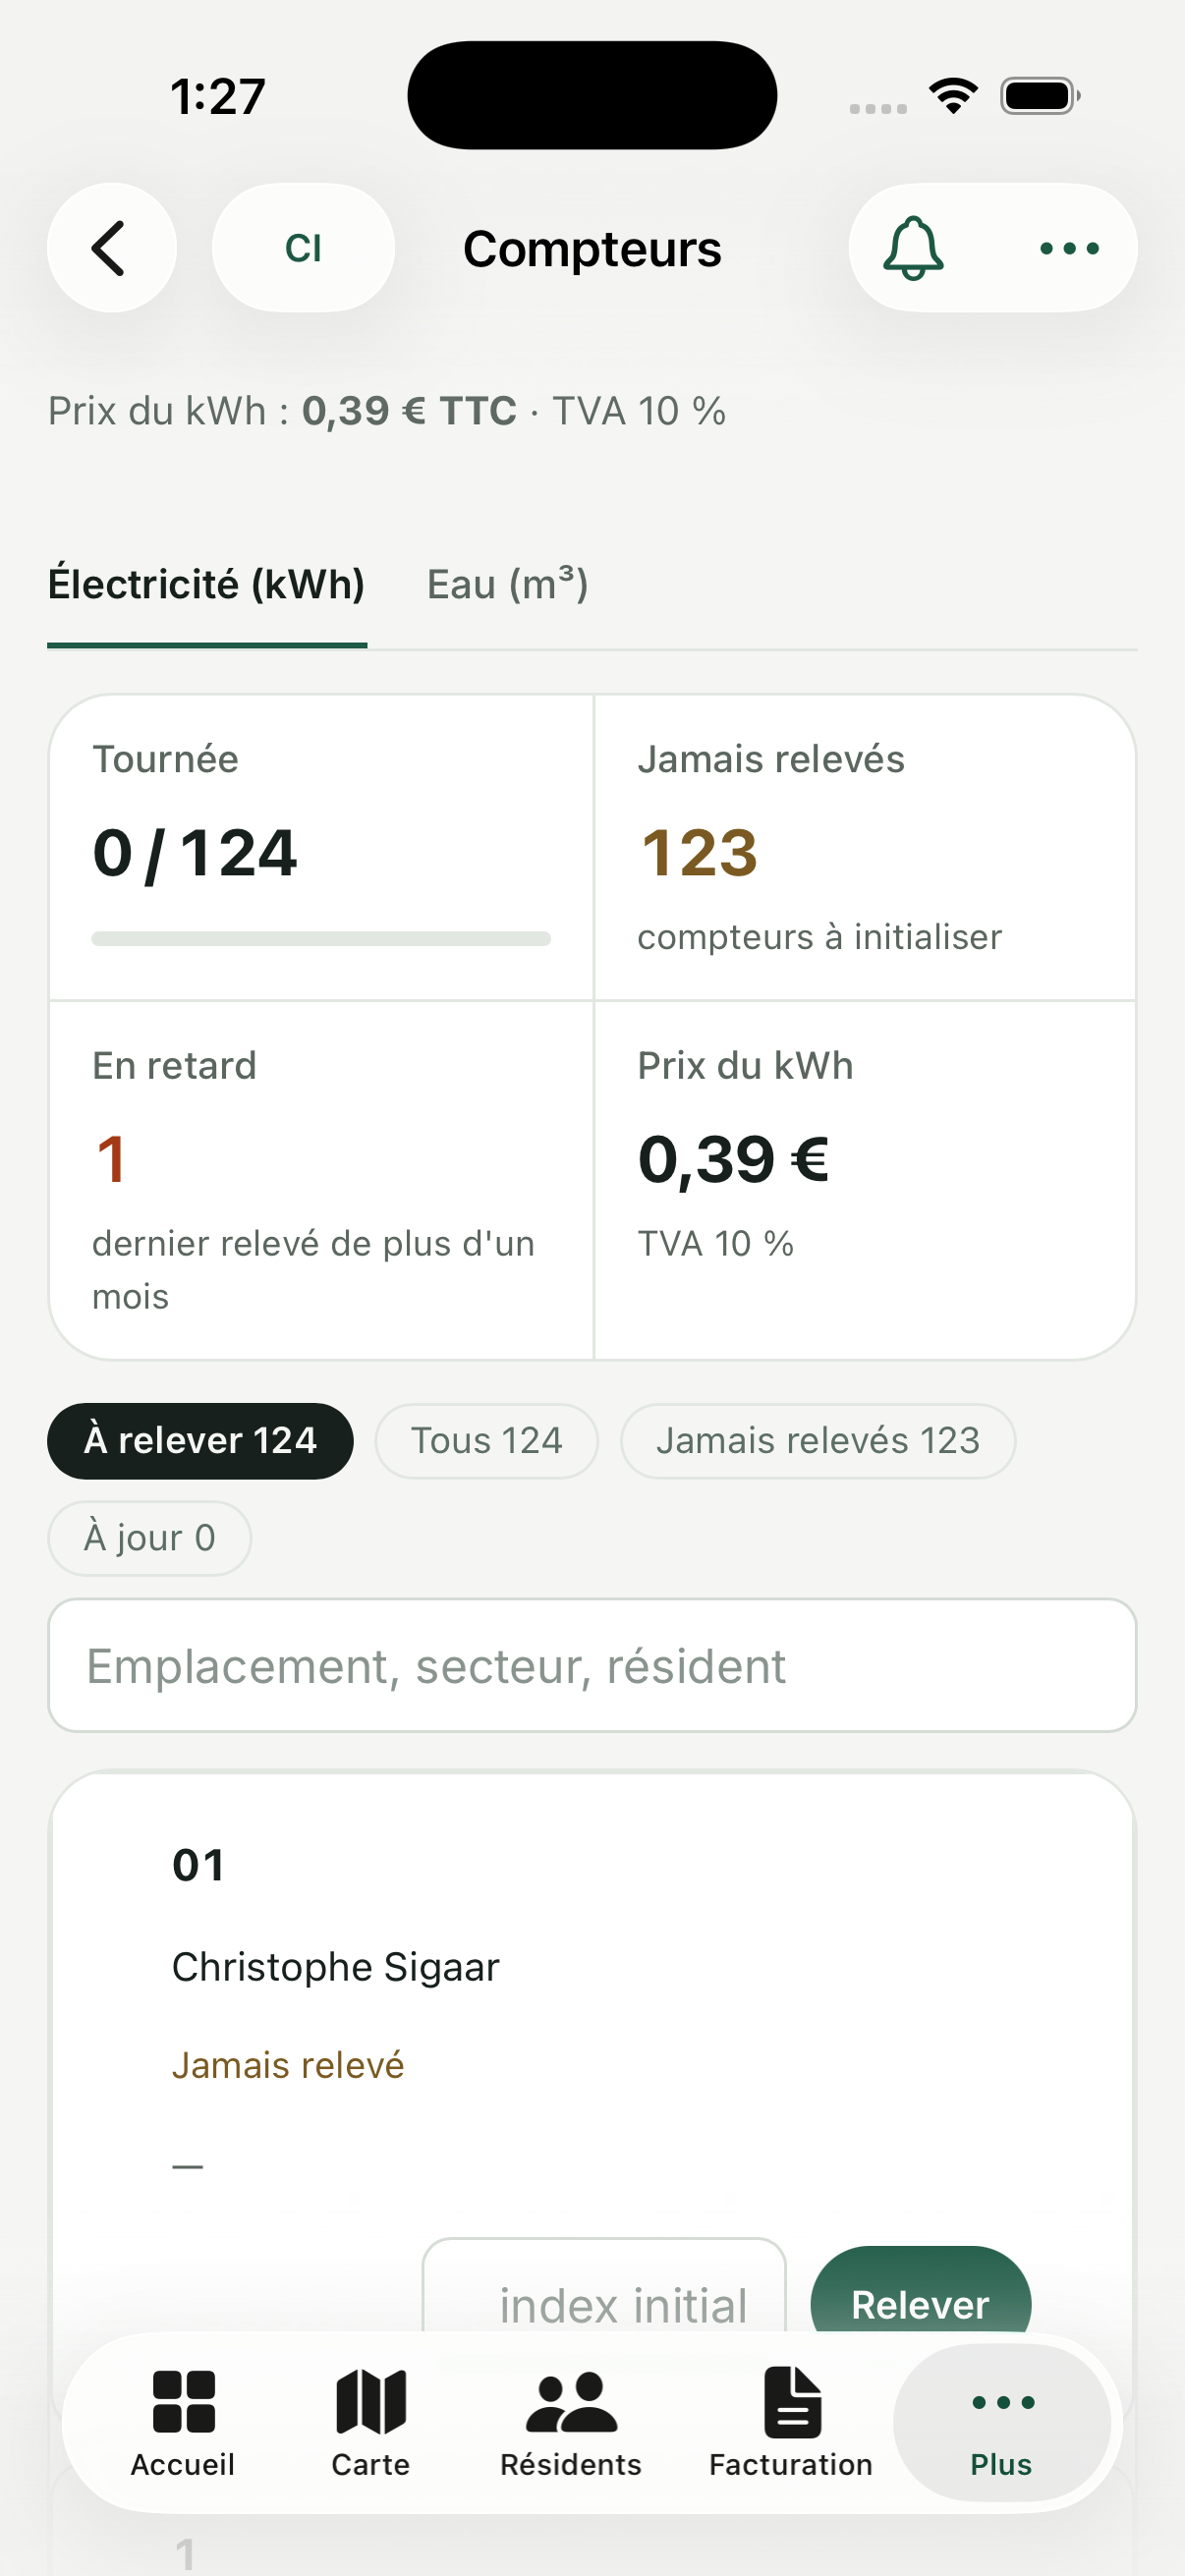 1:27
CI
Compteurs
Prix du kWh : 0,39 € TTC · TVA 10 %
Électricité (kWh)
Eau (m³)
Tournée
0 / 124
Jamais relevés
123
compteurs à initialiser
En retard
1
dernier relevé de plus d'un
mois
Prix du kWh
0,39 €
TVA 10 %
À relever 124
Tous 124
Jamais relevés 123
À jour 0
Emplacement, secteur, résident
01
Christophe Sigaar
Jamais relevé
—
index initial
Relever
Accueil
Carte
Résidents
Facturation
Plus
1